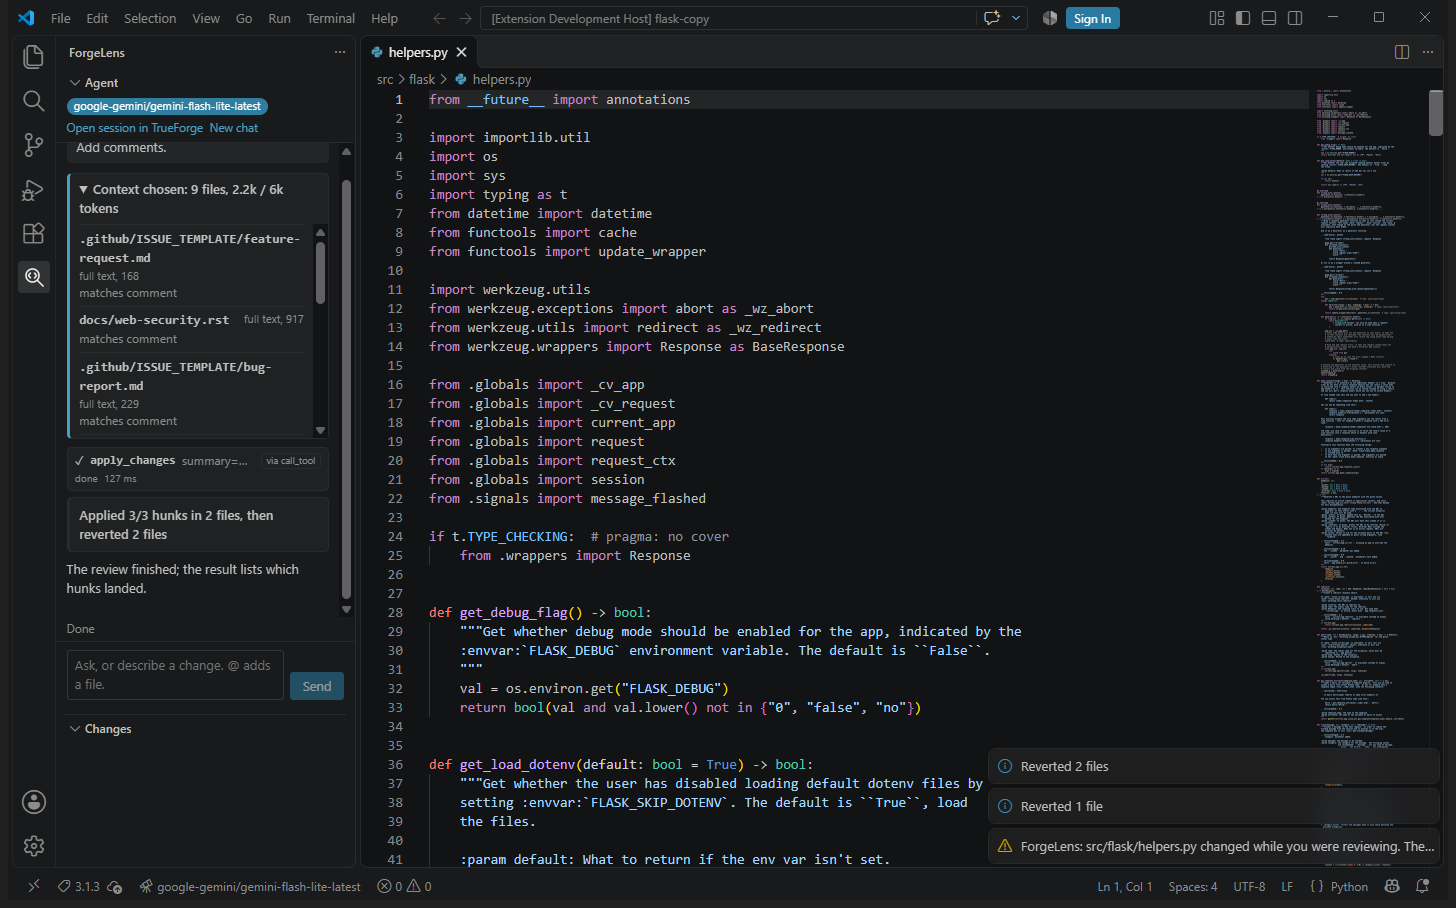 File Edit Selection View Go Run Terminal Help
[Extension Development Host] flask-copy
Sign In
ForgeLens
Agent
google-gemini/gemini-flash-lite-latest
Open session in TrueForge New chat
Add comments.
Context chosen: 9 files, 2.2k / 6k
tokens
.github/ISSUE_TEMPLATE/feature-
request.md
full text, 168
matches comment
docs/web-security.rst full text, 917
matches comment
.github/ISSUE_TEMPLATE/bug-
report.md
full text, 229
matches comment
✓ apply_changes summary=... via call_tool
done 127 ms
Applied 3/3 hunks in 2 files, then
reverted 2 files
The review finished; the result lists which
hunks landed.
Done
Ask, or describe a change. @ adds
a file.
Send
Changes
helpers.py
src > flask > helpers.py
1 from __future__ import annotations
2
3 import importlib.util
4 import os
5 import sys
6 import typing as t
7 from datetime import datetime
8 from functools import cache
9 from functools import update_wrapper
10
11 import werkzeug.utils
12 from werkzeug.exceptions import abort as _wz_abort
13 from werkzeug.utils import redirect as _wz_redirect
14 from werkzeug.wrappers import Response as BaseResponse
15
16 from .globals import _cv_app
17 from .globals import _cv_request
18 from .globals import current_app
19 from .globals import request
20 from .globals import request_ctx
21 from .globals import session
22 from .signals import message_flashed
23
24 if t.TYPE_CHECKING:  # pragma: no cover
25     from .wrappers import Response
26
27
28 def get_debug_flag() -> bool:
29     """Get whether debug mode should be enabled for the app, indicated by the
30     :envvar:`FLASK_DEBUG` environment variable. The default is ``False``.
31     """
32     val = os.environ.get("FLASK_DEBUG")
33     return bool(val and val.lower() not in {"0", "false", "no"})
34
35
36 def get_load_dotenv(default: bool = True) -> bool:
37     """Get whether the user has disabled loading default dotenv files by
38     setting :envvar:`FLASK_SKIP_DOTENV`. The default is ``True``, load
39     the files.
40
41     :param default: What to return if the env var isn't set.
Reverted 2 files
Reverted 1 file
ForgeLens: src/flask/helpers.py changed while you were reviewing. The...
3.1.3 google-gemini/gemini-flash-lite-latest 0 0
Ln 1, Col 1 Spaces: 4 UTF-8 LF { } Python